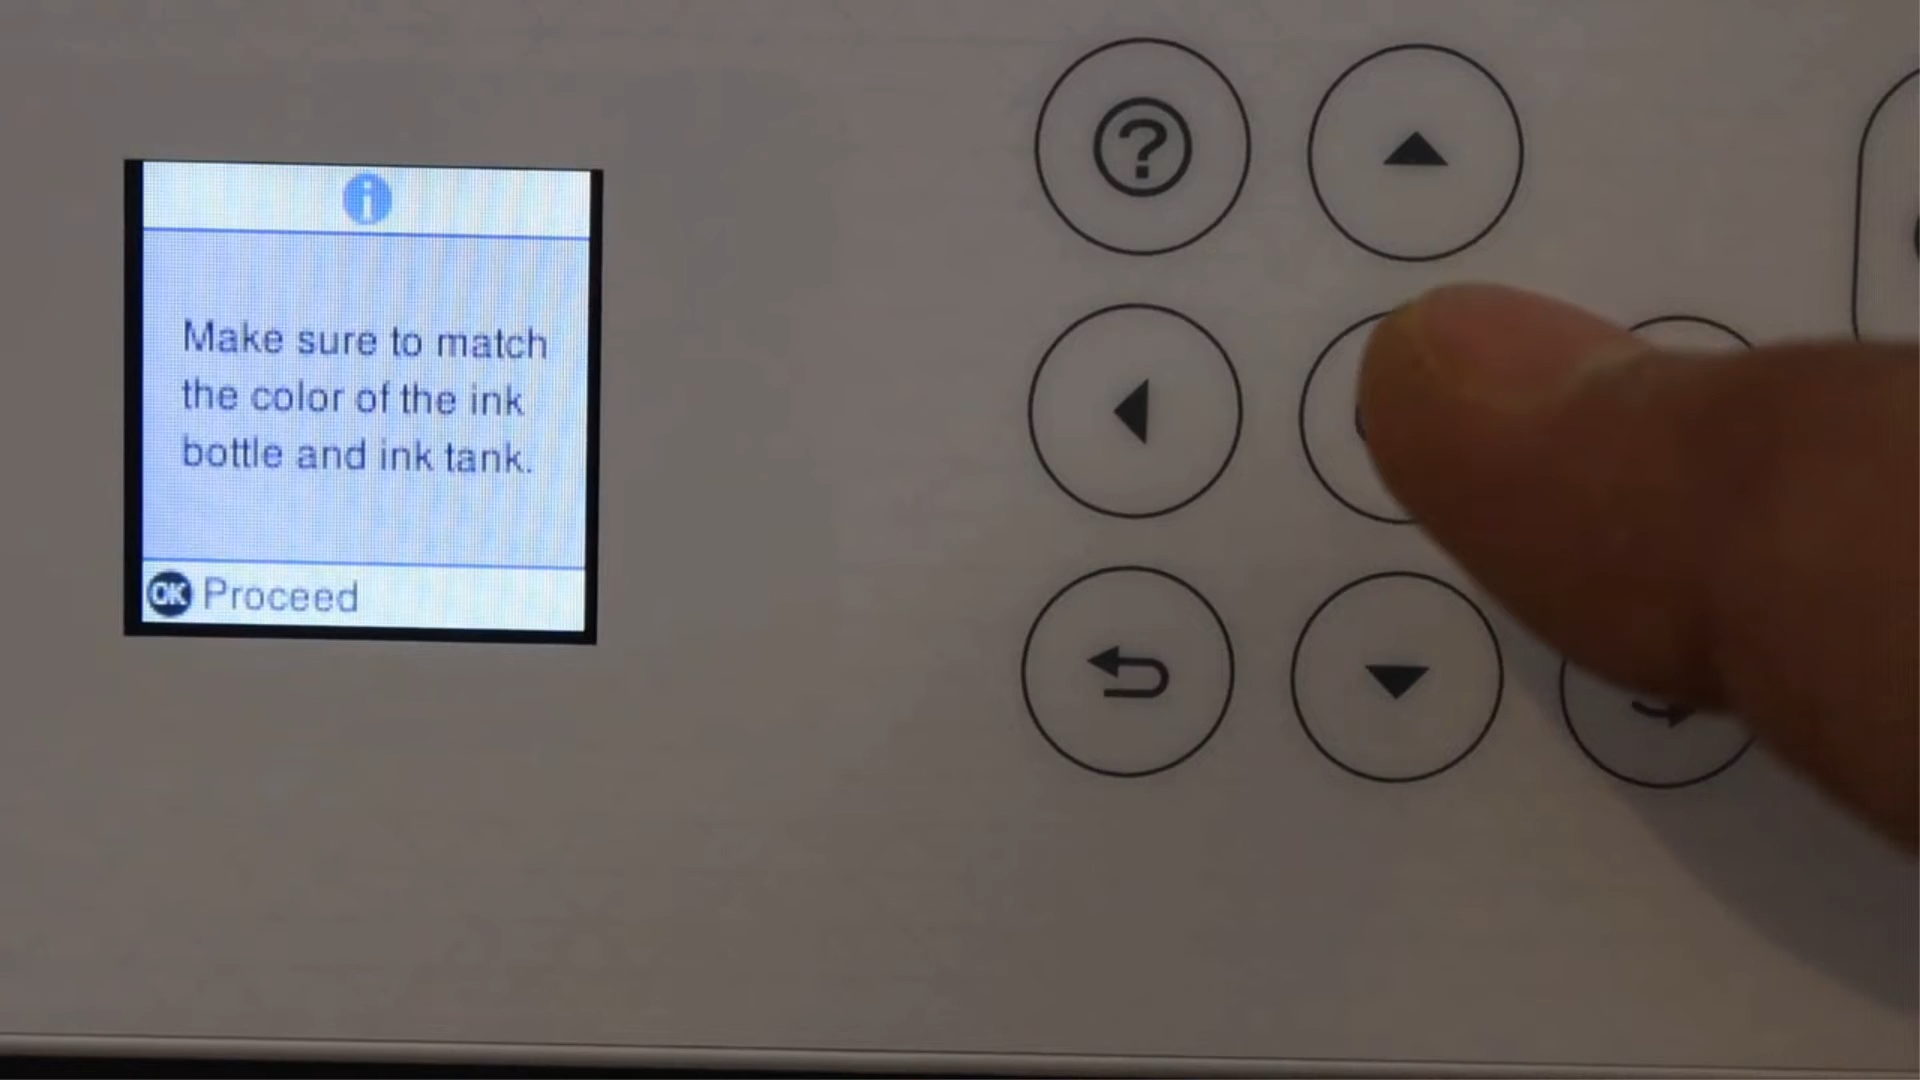 Make sure to match
the color of the ink
bottle and ink tank.
OK Proceed
?